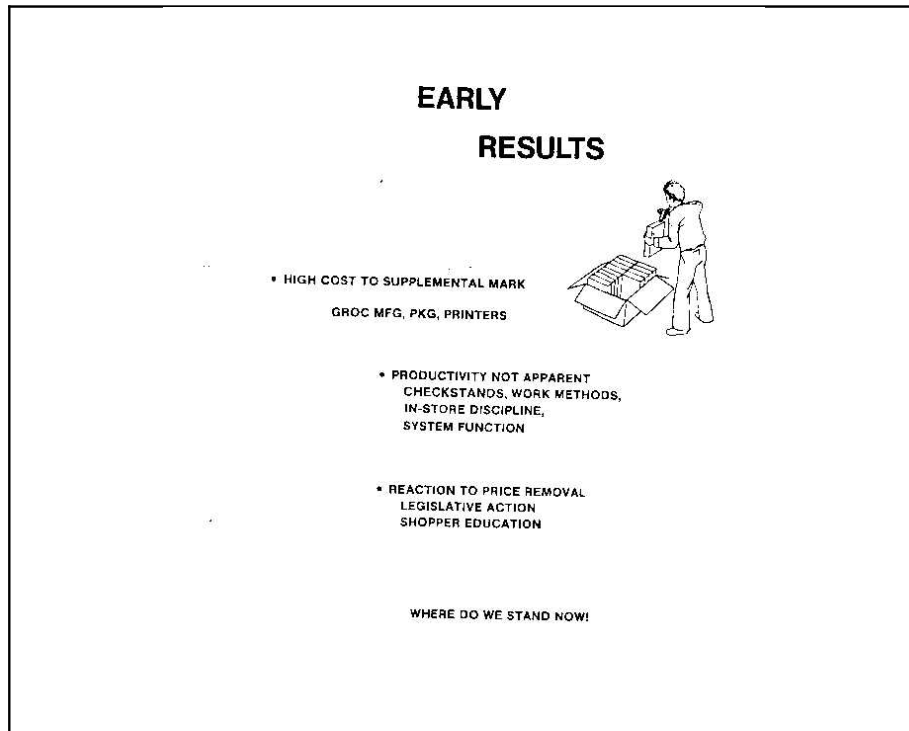 EARLY
RESULTS
• HIGH COST TO SUPPLEMENTAL MARK
GROC MFG, PKG, PRINTERS
• PRODUCTIVITY NOT APPARENT
CHECKSTANDS, WORK METHODS,
IN-STORE DISCIPLINE,
SYSTEM FUNCTION
• REACTION TO PRICE REMOVAL
LEGISLATIVE ACTION
SHOPPER EDUCATION
WHERE DO WE STAND NOW!